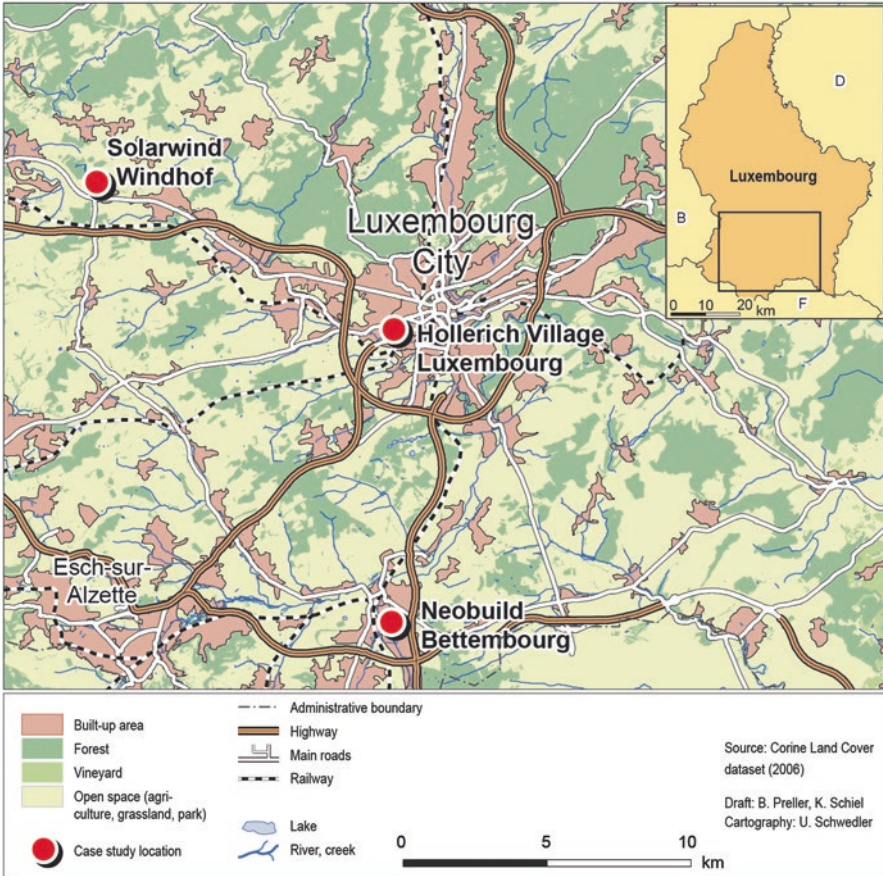 Solarwind
Windhof
Luxembourg
City
Hollerich Village
Luxembourg
Esch-sur-
Alzette
Neobuild
Bettembourg
D
Luxembourg
B
F
0 10 20
km
Built-up area
Forest
Vineyard
Open space (agri-
culture, grassland, park)
Case study location
Administrative boundary
Highway
Main roads
Railway
Lake
River, creek
Source: Corine Land Cover
dataset (2006)
Draft: B. Preller, K. Schiel
Cartography: U. Schwedler
0 5 10
km